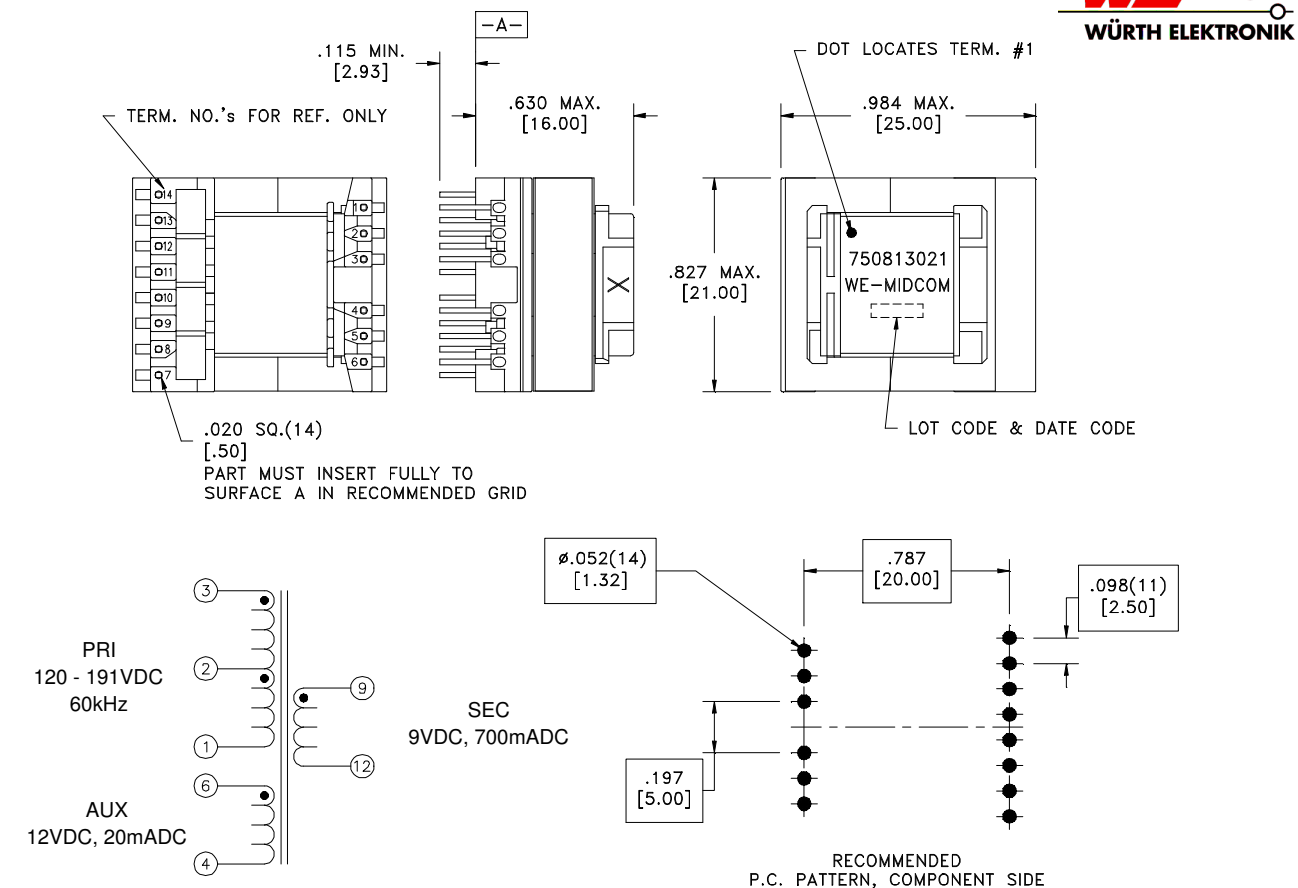 WÜRTH ELEKTRONIK
-A-
.115 MIN.
[2.93]
DOT LOCATES TERM. #1
TERM. NO.'s FOR REF. ONLY
.630 MAX.
[16.00]
.984 MAX.
[25.00]
14
13
12
11
10
9
8
7
1
2
3
4
5
6
X
.827 MAX.
[21.00]
750813021
WE-MIDCOM
.020 SQ.(14)
[.50]
PART MUST INSERT FULLY TO
SURFACE A IN RECOMMENDED GRID
LOT CODE & DATE CODE
3
PRI
120 - 191VDC
60kHz
2
1
6
AUX
12VDC, 20mADC
4
9
12
SEC
9VDC, 700mADC
ø.052(14)
[1.32]
.787
[20.00]
.098(11)
[2.50]
.197
[5.00]
RECOMMENDED
P.C. PATTERN, COMPONENT SIDE